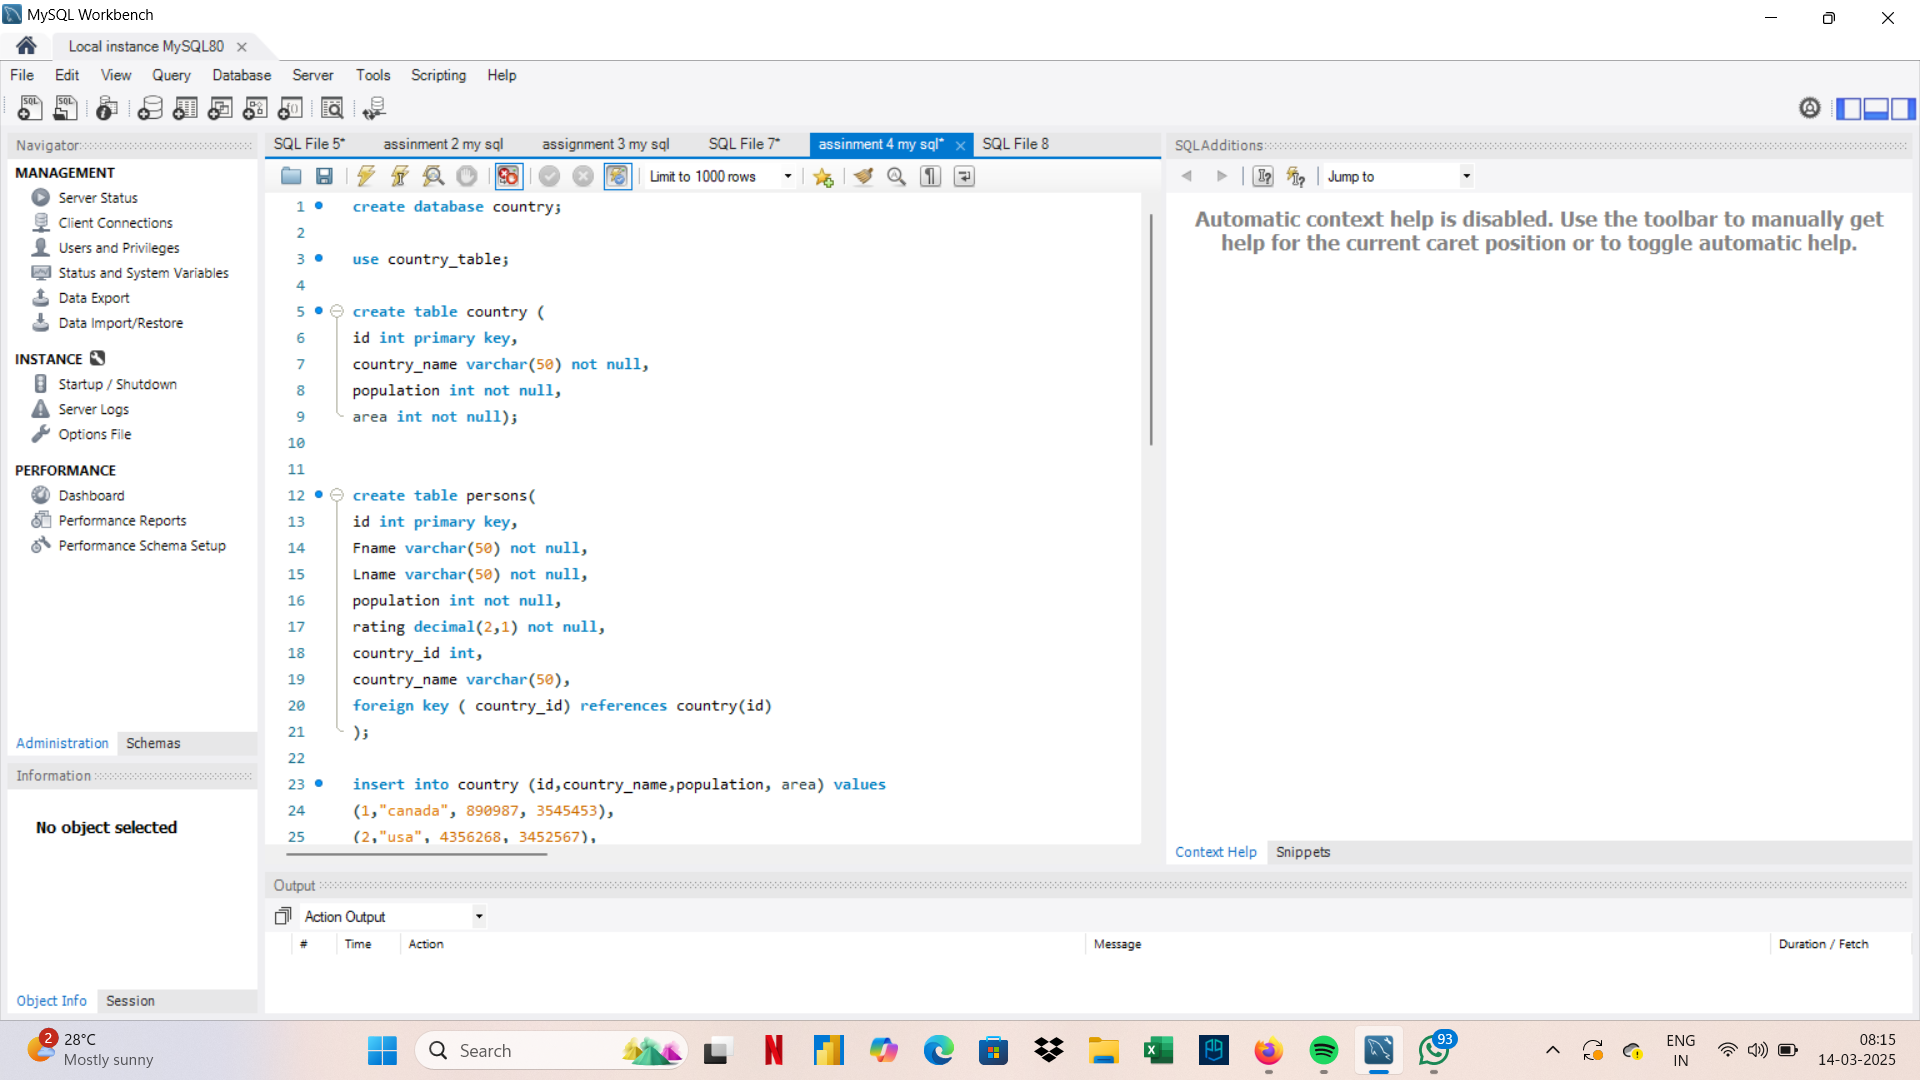 MySQL Workbench
Local instance MySQL80
File Edit View Query Database Server Tools Scripting Help
Navigator
MANAGEMENT
Server Status
Client Connections
Users and Privileges
Status and System Variables
Data Export
Data Import/Restore
INSTANCE
Startup / Shutdown
Server Logs
Options File
PERFORMANCE
Dashboard
Performance Reports
Performance Schema Setup
Administration Schemas
Information
No object selected
Object Info Session
SQL File 5* assinment 2 my sql assignment 3 my sql SQL File 7* assinment 4 my sql* SQL File 8
Limit to 1000 rows
1 create database country;
2
3 use country_table;
4
5 create table country (
6 id int primary key,
7 country_name varchar(50) not null,
8 population int not null,
9 area int not null);
10
11
12 create table persons(
13 id int primary key,
14 Fname varchar(50) not null,
15 Lname varchar(50) not null,
16 population int not null,
17 rating decimal(2,1) not null,
18 country_id int,
19 country_name varchar(50),
20 foreign key ( country_id) references country(id)
21 );
22
23 insert into country (id,country_name,population, area) values
24 (1,"canada", 890987, 3545453),
25 (2,"usa", 4356268, 3452567),
SQLAdditions
Jump to
Automatic context help is disabled. Use the toolbar to manually get
help for the current caret position or to toggle automatic help.
Context Help Snippets
Output
Action Output
# Time Action Message Duration / Fetch
2 28°C
Mostly sunny
Search
93
ENG
IN
08:15
14-03-2025